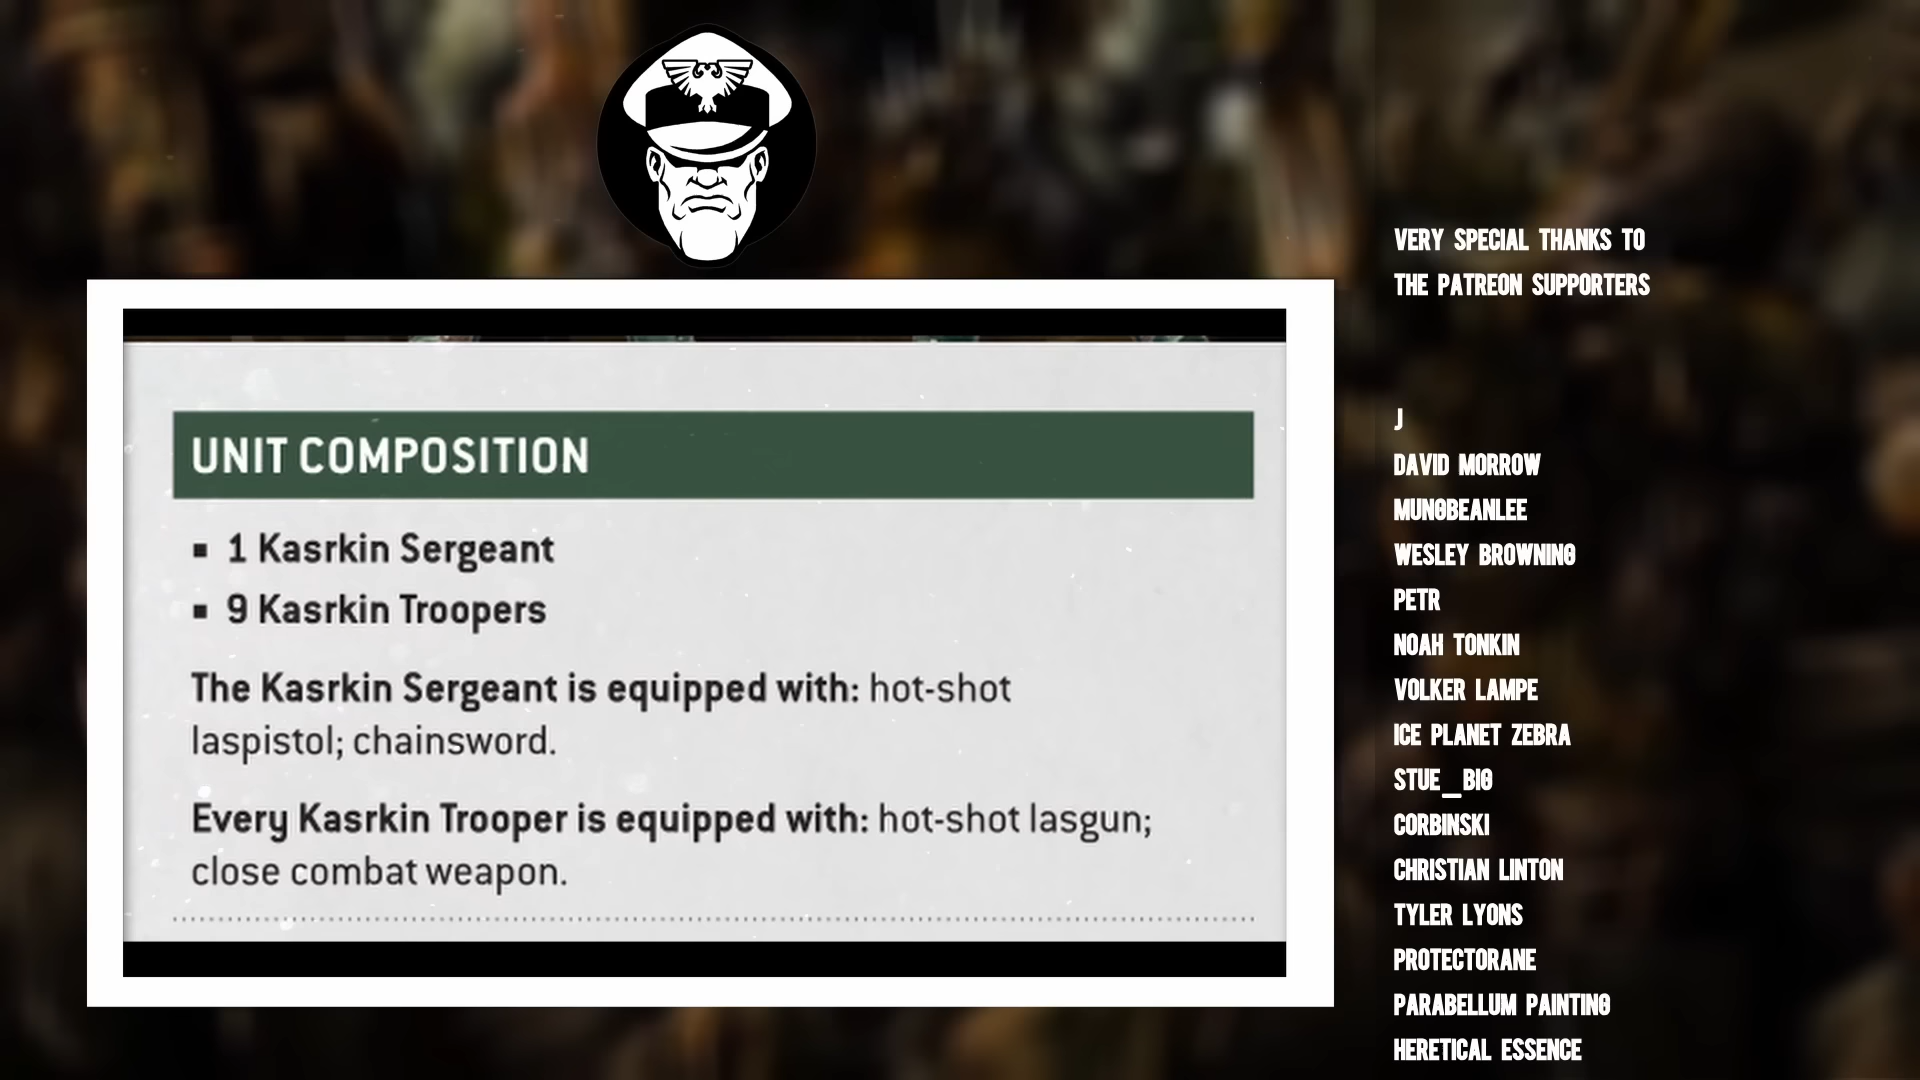 UNIT COMPOSITION
▪ 1 Kasrkin Sergeant
▪ 9 Kasrkin Troopers
The Kasrkin Sergeant is equipped with: hot-shot
laspistol; chainsword.
Every Kasrkin Trooper is equipped with: hot-shot lasgun;
close combat weapon.
VERY SPECIAL THANKS TO
THE PATREON SUPPORTERS
J
DAVID MORROW
MUNGBEANLEE
WESLEY BROWNING
PETR
NOAH TONKIN
VOLKER LAMPE
ICE PLANET ZEBRA
STUE_BIG
CORBINSKI
CHRISTIAN LINTON
TYLER LYONS
PROTECTORANE
PARABELLUM PAINTING
HERETICAL ESSENCE